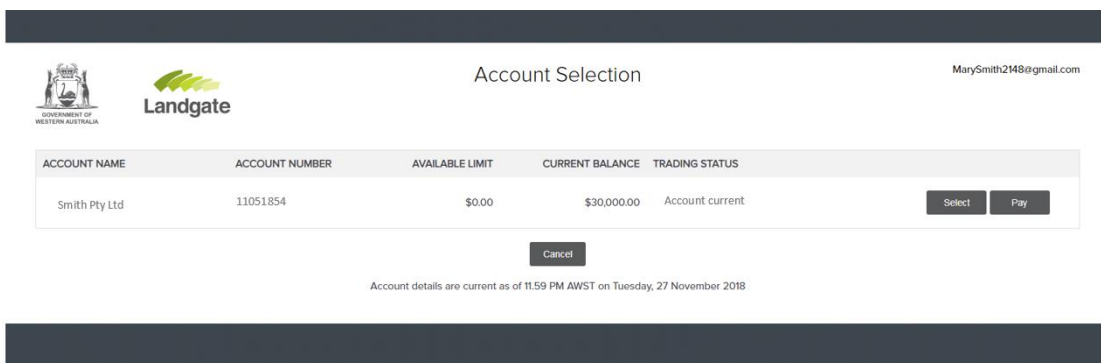 Account Selection
MarySmith2148@gmail.com
GOVERNMENT OF
WESTERN AUSTRALIA
Landgate
ACCOUNT NAME ACCOUNT NUMBER AVAILABLE LIMIT CURRENT BALANCE TRADING STATUS
Smith Pty Ltd 11051854 $0.00 $30,000.00 Account current Select Pay
Cancel
Account details are current as of 11.59 PM AWST on Tuesday, 27 November 2018